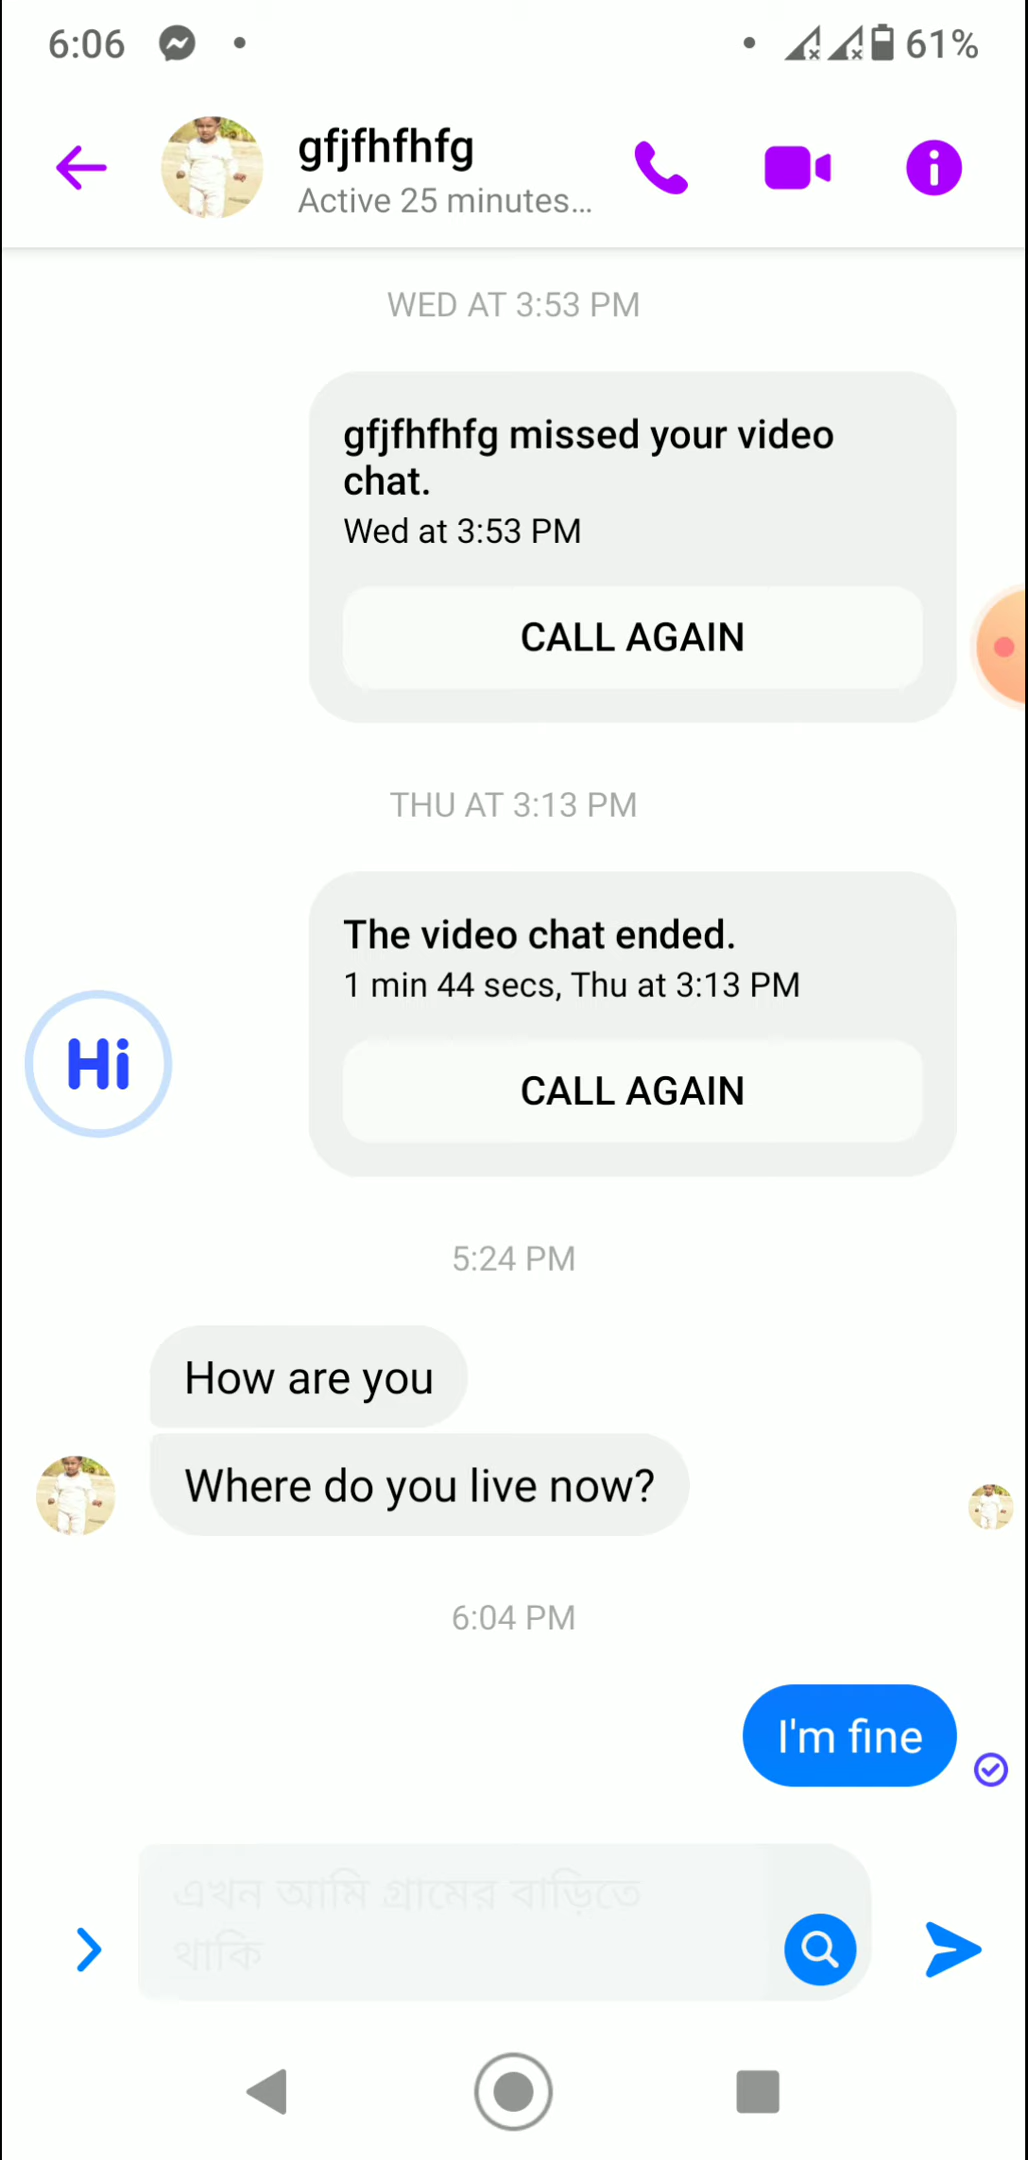 6:06
61%
gfjfhfhfg
Active 25 minutes...
WED AT 3:53 PM
gfjfhfhfg missed your video
chat.
Wed at 3:53 PM
CALL AGAIN
THU AT 3:13 PM
The video chat ended.
1 min 44 secs, Thu at 3:13 PM
Hi
CALL AGAIN
5:24 PM
How are you
Where do you live now?
6:04 PM
I'm fine
এখন আমি গ্রামের বাড়িতে
থাকি